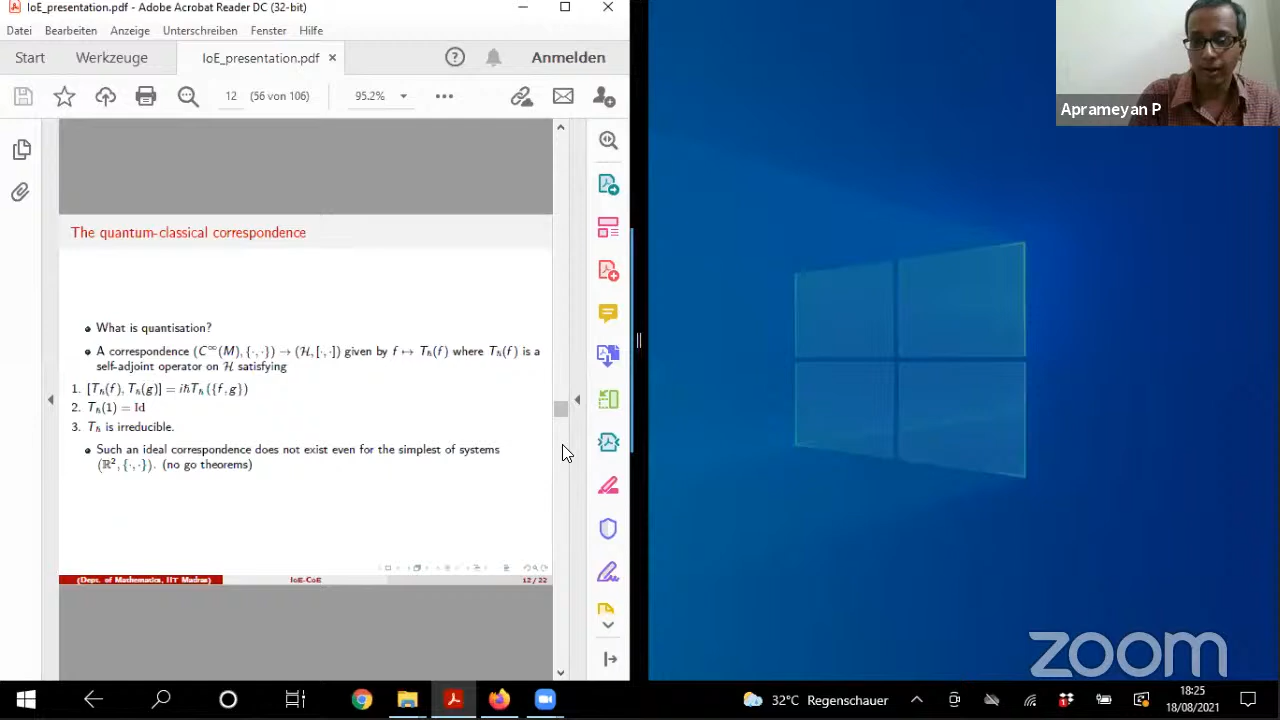 IoE_presentation.pdf - Adobe Acrobat Reader DC (32-bit)
Datei Bearbeiten Anzeige Unterschreiben Fenster Hilfe
Start Werkzeuge IoE_presentation.pdf × Anmelden
12 (56 von 106) 95.2%
Aprameyan P
The quantum-classical correspondence
What is quantisation?
A correspondence (C^∞(M), {·,·}) → (ℋ, [·,·]) given by f ↦ T_ℏ(f) where T_ℏ(f) is a
self-adjoint operator on ℋ satisfying
1. [T_ℏ(f), T_ℏ(g)] = iℏT_ℏ({f,g})
2. T_ℏ(1) = Id
3. T_ℏ is irreducible.
Such an ideal correspondence does not exist even for the simplest of systems
(ℝ², {·,·}). (no go theorems)
(Deps. of Mathematics, IIT Madras) IoE-CoE 12 / 22
zoom
32°C Regenschauer
18:25
18/08/2021